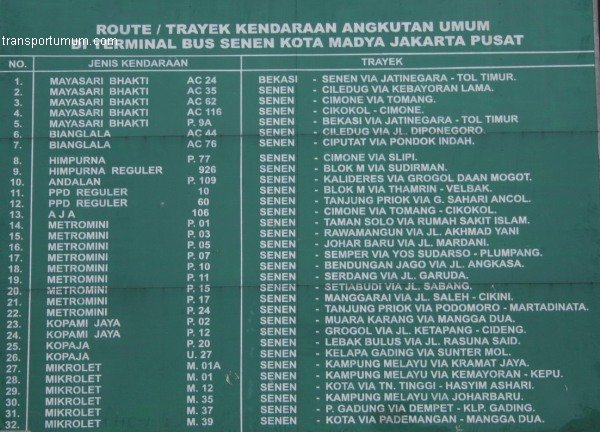 transportumum.com
ROUTE / TRAYEK KENDARAAN ANGKUTAN UMUM
DI TERMINAL BUS SENEN KOTA MADYA JAKARTA PUSAT
NO. JENIS KENDARAAN TRAYEK
1. MAYASARI BHAKTI AC 24 BEKASI - SENEN VIA JATINEGARA - TOL TIMUR.
2. MAYASARI BHAKTI AC 35 SENEN - CILEDUG VIA KEBAYORAN LAMA.
3. MAYASARI BHAKTI AC 62 SENEN - CIMONE VIA TOMANG.
4. MAYASARI BHAKTI AC 116 SENEN - CIKOKOL - CIMONE.
5. MAYASARI BHAKTI P. 9A SENEN - BEKASI VIA JATINEGARA - TOL TIMUR
6. BIANGLALA AC 44 SENEN - CILEDUG VIA JL. DIPONEGORO.
7. BIANGLALA AC 76 SENEN - CIPUTAT VIA PONDOK INDAH.
8. HIMPURNA P. 77 SENEN - CIMONE VIA SLIPI.
9. HIMPURNA REGULER 926 SENEN - BLOK M VIA SUDIRMAN.
10. ANDALAN P. 109 SENEN - KALIDERES VIA GROGOL DAAN MOGOT.
11. PPD REGULER 10 SENEN - BLOK M VIA THAMRIN - VELBAK.
12. PPD REGULER 60 SENEN - TANJUNG PRIOK VIA G. SAHARI ANCOL.
13. A J A 106 SENEN - CIMONE VIA TOMANG - CIKOKOL.
14. METROMINI P. 01 SENEN - TAMAN SOLO VIA RUMAH SAKIT ISLAM.
15. METROMINI P. 03 SENEN - RAWAMANGUN VIA JL. AKHMAD YANI
16. METROMINI P. 05 SENEN - JOHAR BARU VIA JL. MARDANI.
17. METROMINI P. 07 SENEN - SEMPER VIA YOS SUDARSO - PLUMPANG.
18. METROMINI P. 10 SENEN - BENDUNGAN JAGO VIA JL. ANGKASA.
19. METROMINI P. 11 SENEN - SERDANG VIA JL. GARUDA.
20. METROMINI P. 15 SENEN - SETIABUDI VIA JL. SABANG.
21. METROMINI P. 17 SENEN - MANGGARAI VIA JL. SALEH - CIKINI.
22. METROMINI P. 24 SENEN - TANJUNG PRIOK VIA PODOMORO - MARTADINATA.
23. KOPAMI JAYA P. 02 SENEN - MUARA KARANG VIA MANGGA DUA.
24. KOPAMI JAYA P. 12 SENEN - GROGOL VIA JL. KETAPANG - CIDENG.
25. KOPAJA P. 20 SENEN - LEBAK BULUS VIA JL. RASUNA SAID.
26. KOPAJA U. 27 SENEN - KELAPA GADING VIA SUNTER MOL.
27. MIKROLET M. 01A SENEN - KAMPUNG MELAYU VIA KRAMAT JAYA.
28. MIKROLET M. 01 SENEN - KAMPUNG MELAYU VIA KEMAYORAN - KEPU.
29. MIKROLET M. 12 SENEN - KOTA VIA TN. TINGGI - HASYIM ASHARI.
30. MIKROLET M. 35 SENEN - KAMPUNG MELAYU VIA JOHARBARU.
31. MIKROLET M. 37 SENEN - P. GADUNG VIA DEMPET - KLP. GADING.
32. MIKROLET M. 39 SENEN - KOTA VIA PADEMANGAN - MANGGA DUA.